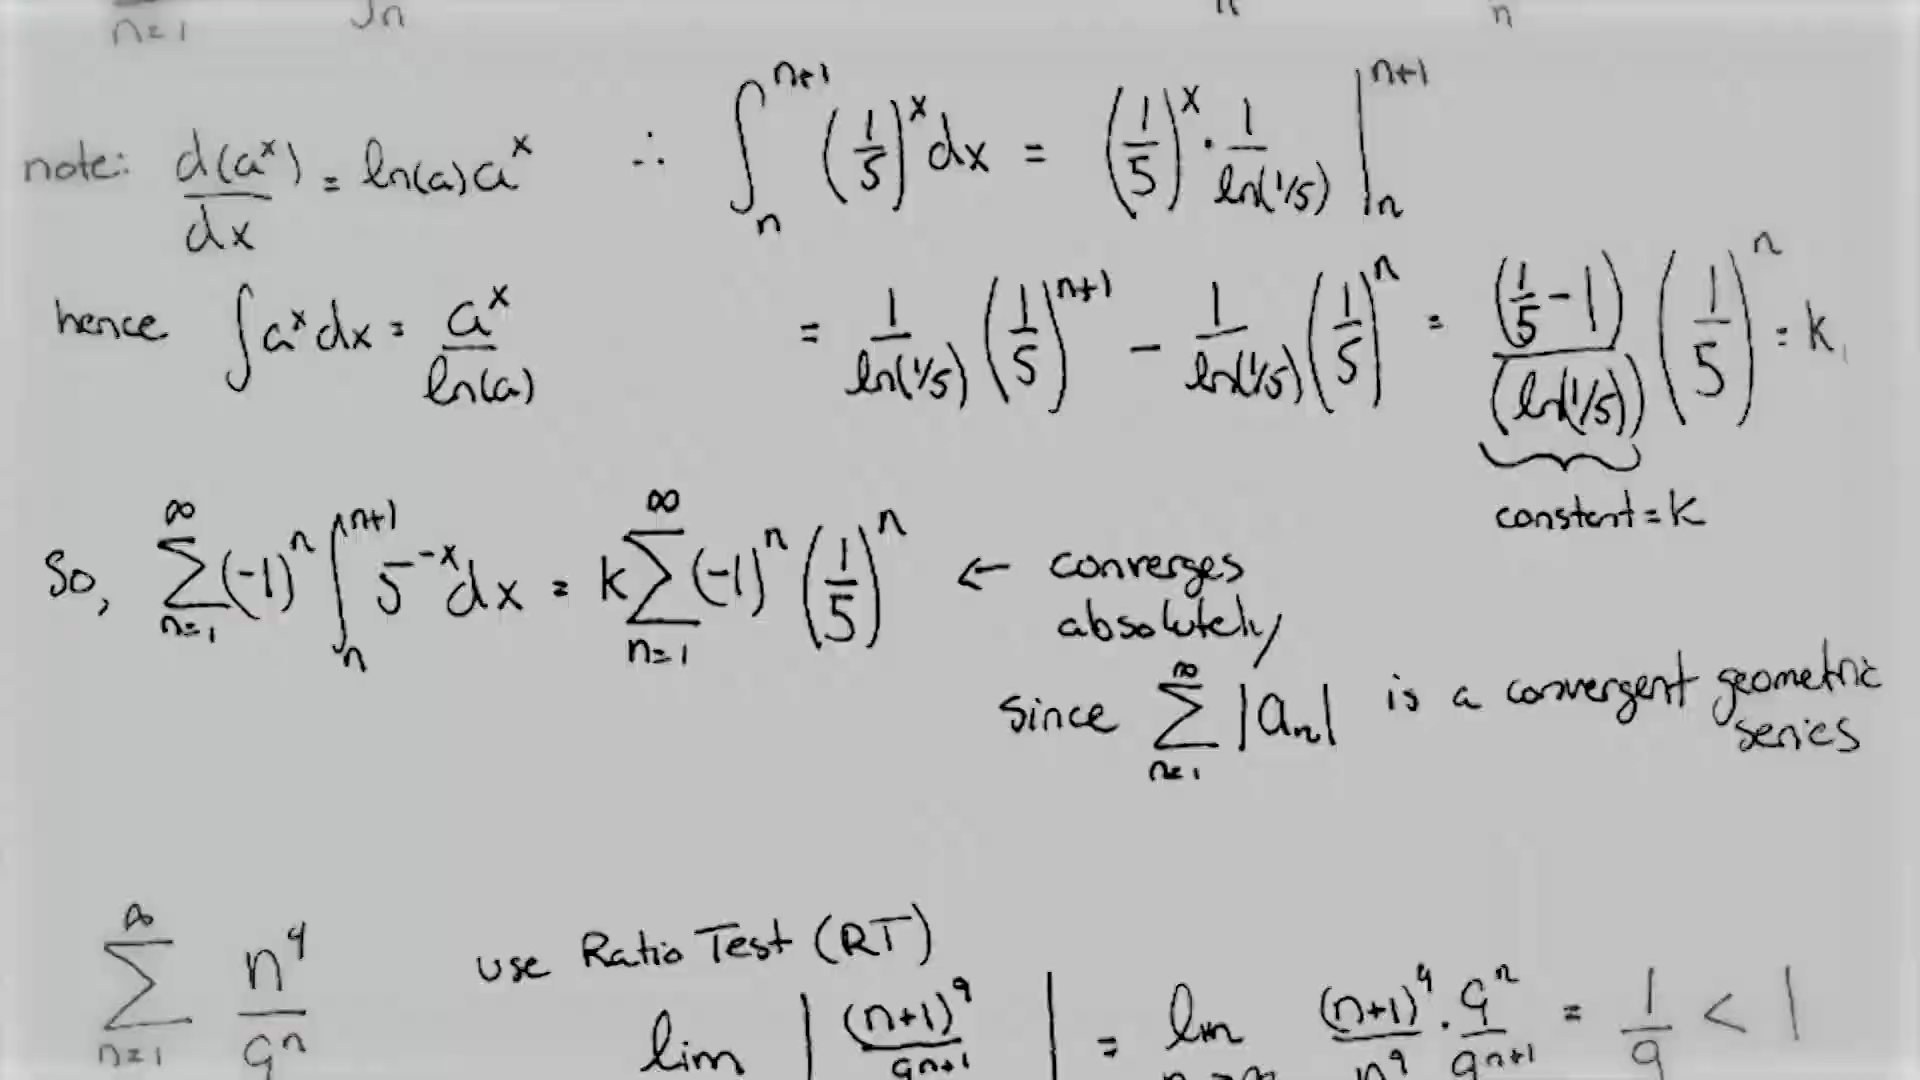 n=1 ∫n n n
note: d(a^x)/dx = ln(a)a^x ∴ ∫_n^{n+1} (1/5)^x dx = (1/5)^x · 1/ln(1/5) |_n^{n+1}
hence ∫a^x dx = a^x/ln(a) = 1/ln(1/5) (1/5)^{n+1} - 1/ln(1/5) (1/5)^n = (1/5 - 1)/(ln(1/5)) (1/5)^n = k
constant = k
So, ∑_{n=1}^∞ (-1)^n ∫_n^{n+1} 5^{-x} dx = k∑_{n=1}^∞ (-1)^n (1/5)^n ← converges
absolutely
since ∑_{n=1}^∞ |a_n| is a convergent geometric
series
∑_{n=1}^∞ n^9/9^n use Ratio Test (RT)
lim | (n+1)^9/9^{n+1} | = lim (n+1)^9/n^9 · 9^n/9^{n+1} = 1/9 < 1